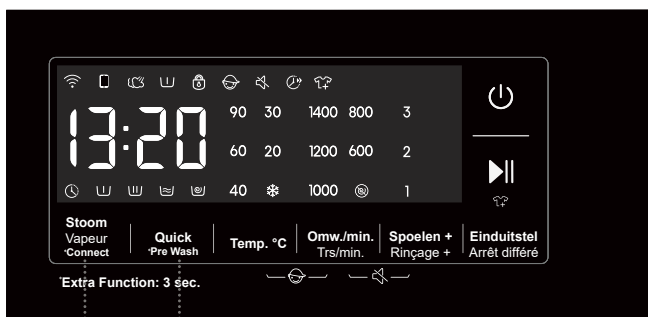 13:20
90 30 1400 800 3
60 20 1200 600 2
40 1000 1
Stoom
Vapeur
*Connect
Quick
*Pre Wash
Temp. °C
Omw./min.
Trs/min.
Spoelen +
Rinçage +
Einduitstel
Arrêt différé
*Extra Function: 3 sec.